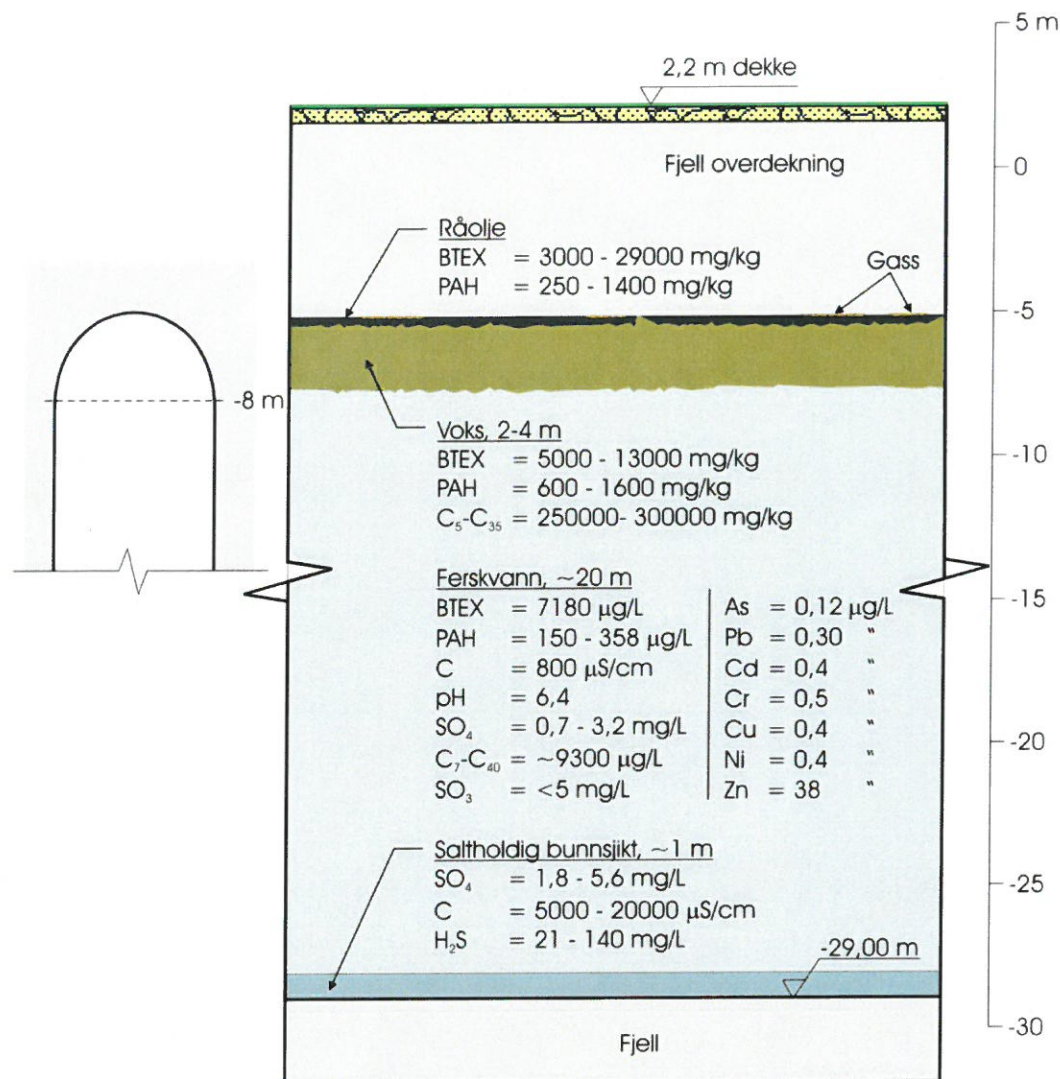 5 m
2,2 m dekke
Fjell overdekning
0
Råolje
BTEX = 3000 - 29000 mg/kg
PAH = 250 - 1400 mg/kg
Gass
-5
-8 m
Voks, 2-4 m
BTEX = 5000 - 13000 mg/kg
PAH = 600 - 1600 mg/kg
C₅-C₃₅ = 250000- 300000 mg/kg
-10
Ferskvann, ~20 m
BTEX = 7180 µg/L
PAH = 150 - 358 µg/L
C = 800 µS/cm
pH = 6,4
SO₄ = 0,7 - 3,2 mg/L
C₇-C₄₀ = ~9300 µg/L
SO₃ = <5 mg/L
As = 0,12 µg/L
Pb = 0,30 "
Cd = 0,4 "
Cr = 0,5 "
Cu = 0,4 "
Ni = 0,4 "
Zn = 38 "
-15
-20
Saltholdig bunnsjikt, ~1 m
SO₄ = 1,8 - 5,6 mg/L
C = 5000 - 20000 µS/cm
H₂S = 21 - 140 mg/L
-25
-29,00 m
-30
Fjell